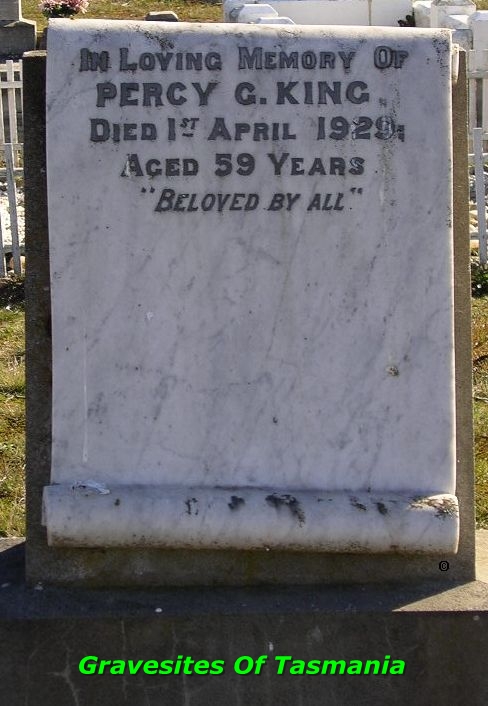 In Loving Memory Of
PERCY G. KING,
Died 1st April 1929,
Aged 59 Years
"Beloved by all"
©
Gravesites Of Tasmania